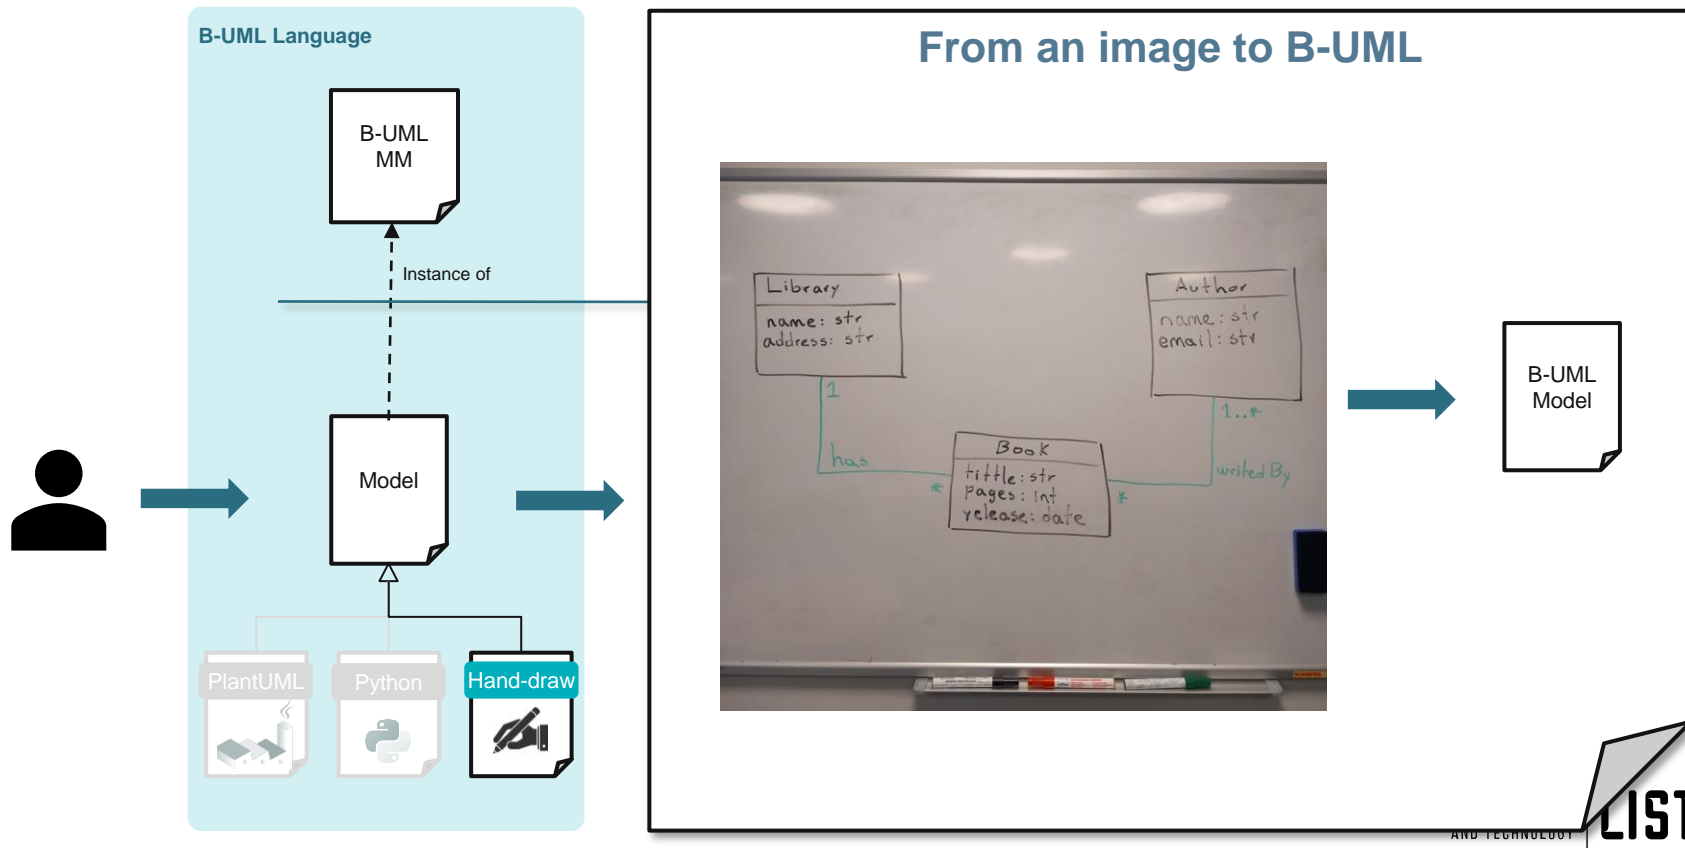 B-UML Language
B-UML
MM
Instance of
Model
PlantUML
Python
Hand-draw
From an image to B-UML
Library
name: str
address: str
1
has
*
Book
tittle: str
pages: int
release: date
*
writed By
1..*
Author
name: str
email: str
B-UML
Model
AND TECHNOLOGY
LIST